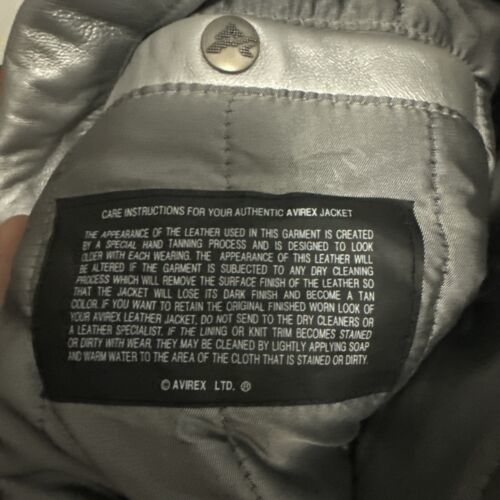 CARE INSTRUCTIONS FOR YOUR AUTHENTIC AVIREX JACKET
THE APPEARANCE OF THE LEATHER USED IN THIS GARMENT IS CREATED
BY A SPECIAL HAND TANNING PROCESS AND IS DESIGNED TO LOOK
OLDER WITH EACH WEARING. THE APPEARANCE OF THIS LEATHER WILL
BE ALTERED IF THE GARMENT IS SUBJECTED TO ANY DRY CLEANING
PROCESS WHICH WILL REMOVE THE SURFACE FINISH OF THE LEATHER SO
THAT THE JACKET WILL LOSE ITS DARK FINISH AND BECOME A TAN
COLOR. IF YOU WANT TO RETAIN THE ORIGINAL FINISHED WORN LOOK OF
YOUR AVIREX LEATHER JACKET, DO NOT SEND TO THE DRY CLEANERS OR
A LEATHER SPECIALIST. IF THE LINING OR KNIT TRIM BECOMES STAINED
OR DIRTY WITH WEAR. THEY MAY BE CLEANED BY LIGHTLY APPLYING SOAP
AND WARM WATER TO THE AREA OF THE CLOTH THAT IS STAINED OR DIRTY.
© AVIREX LTD. ®